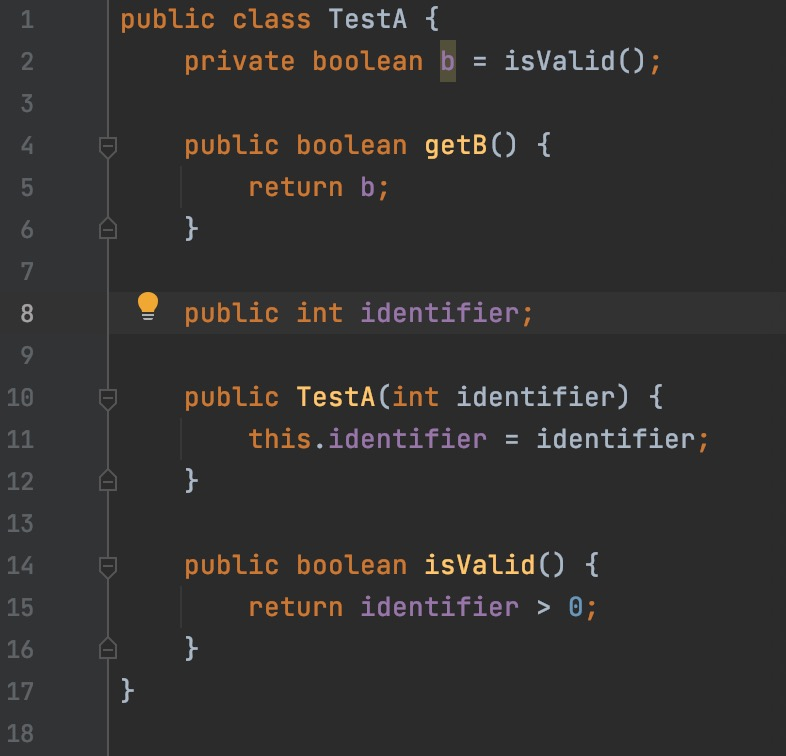 1 public class TestA {
2 private boolean b = isValid();
3
4 public boolean getB() {
5 return b;
6 }
7
8 public int identifier;
9
10 public TestA(int identifier) {
11 this.identifier = identifier;
12 }
13
14 public boolean isValid() {
15 return identifier > 0;
16 }
17 }
18